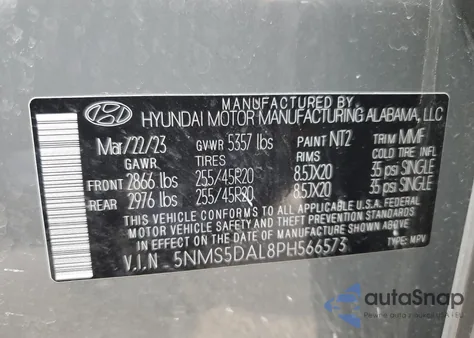 MANUFACTURED BY
HYUNDAI MOTOR MANUFACTURING ALABAMA, LLC
Mar/22/23 GVWR 5357 lbs PAINT NT2 TRIM MMF
GAWR TIRES RIMS COLD TIRE INFL
FRONT 2866 lbs 255/45R20 8.5JX20 35 psi SINGLE
REAR 2976 lbs 255/45R20 8.5JX20 35 psi SINGLE
THIS VEHICLE CONFORMS TO ALL APPLICABLE U.S. FEDERAL
MOTOR VEHICLE SAFETY AND THEFT PREVENTION STANDARDS
IN EFFECT ON THE DATE OF MANUFACTURE SHOWN ABOVE.
V.I.N 5NMS5DAL8PH566573 TYPE: MPV
autaSnap
Pewne auta z